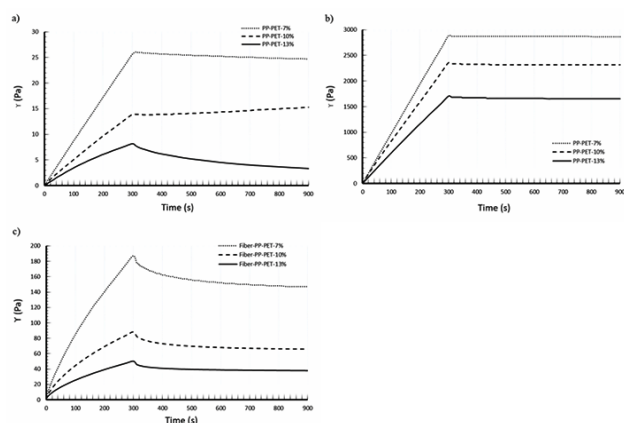 a)
PP-PET-7%
PP-PET-10%
PP-PET-13%
ϒ (Pa)
30
25
20
15
10
5
0
0 100 200 300 400 500 600 700 800 900
Time (s)
b)
ϒ (Pa)
3000
2500
2000
1500
1000
500
0
PP-PET-7%
PP-PET-10%
PP-PET-13%
0 100 200 300 400 500 600 700 800 900
Time (s)
c)
Fiber-PP-PET-7%
Fiber-PP-PET-10%
Fiber-PP-PET-13%
ϒ (Pa)
200
180
160
140
120
100
80
60
40
20
0
0 100 200 300 400 500 600 700 800 900
Time (s)